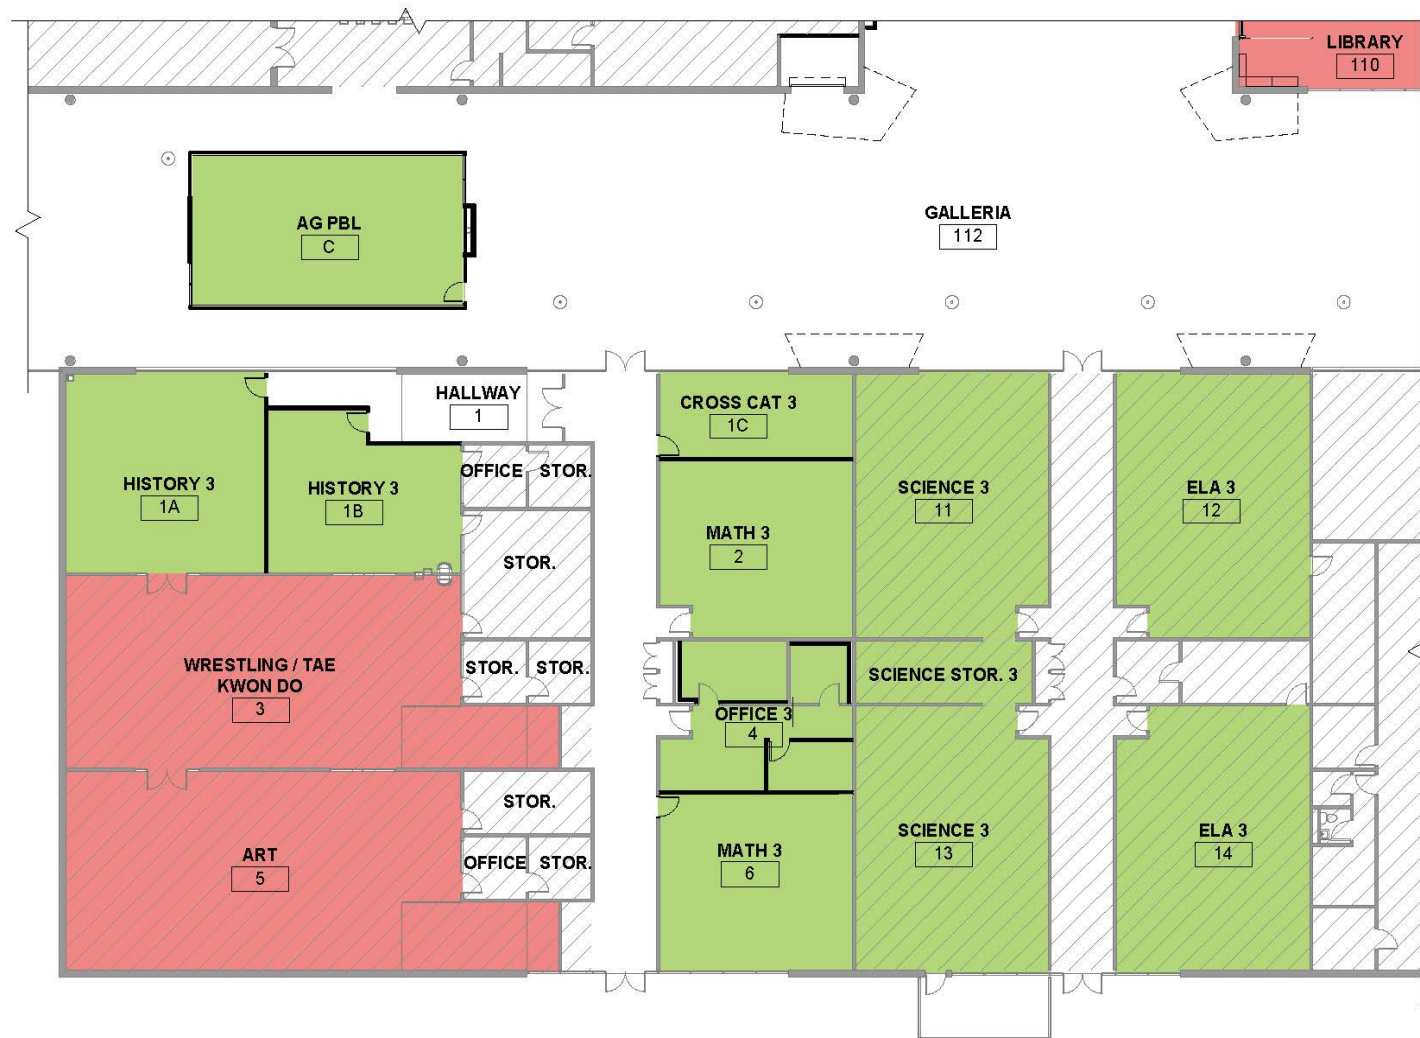 LIBRARY
110
AG PBL
C
GALLERIA
112
HALLWAY
1
CROSS CAT 3
1C
OFFICE
STOR.
HISTORY 3
1A
HISTORY 3
1B
SCIENCE 3
11
ELA 3
12
MATH 3
2
STOR.
WRESTLING / TAE
KWON DO
3
STOR.
STOR.
SCIENCE STOR. 3
OFFICE 3
4
STOR.
ART
5
OFFICE
STOR.
MATH 3
6
SCIENCE 3
13
ELA 3
14